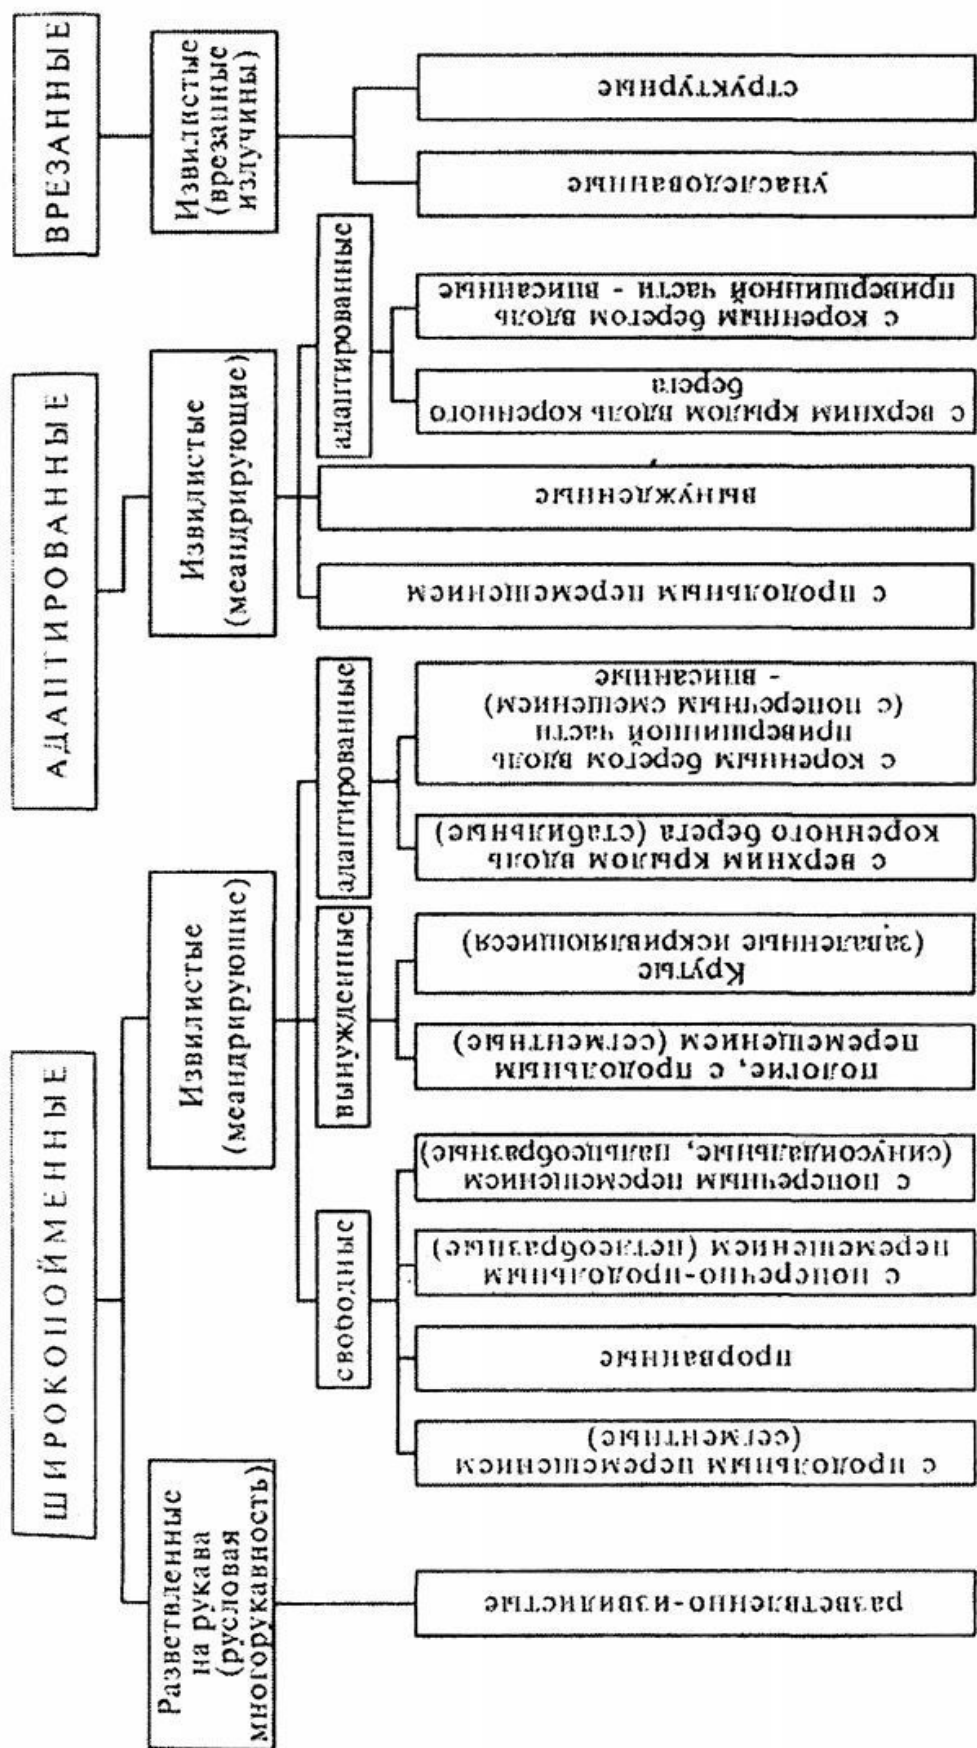 ШИРОКОПОЙМЕННЫЕ
АДАПТИРОВАННЫЕ
ВРЕЗАННЫЕ
Разветвленные
на рукава
(русловая
многорукавность)
Извилистые
(меандрирующие)
Извилистые
(меандрирующие)
Извилистые
(врезанные
излучины)
свободные
вынужденные
адаптированные
адаптированные
разветвленно-извилистые
с продольным перемещением
(сегментные)
прорванные
с поперечно-продольным
перемещением (петлеобразные)
с поперечным перемещением
(синусоидальные, пальцеобразные)
пологие, с продольным
перемещением (сегментные)
Крутые
(заваленные искривляющиеся)
с верхним крылом вдоль
коренного берега (стабильные)
с коренным берегом вдоль
привершинной части
(с поперечным смещением)
- вписанные
с продольным перемещением
вынужденные
с верхним крылом вдоль коренного
берега
с коренным берегом вдоль
привершинной части - вписанные
унаследованные
структурные